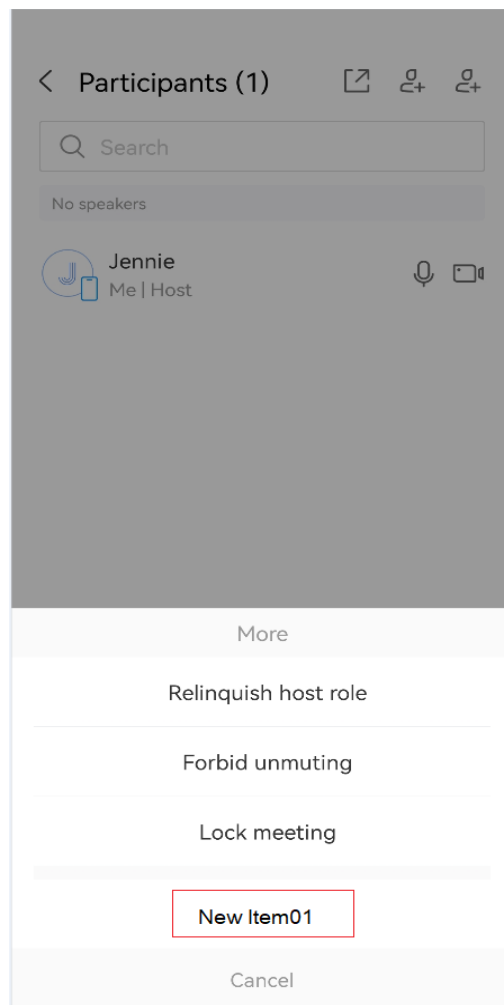 Participants (1)
Search
No speakers
J
Jennie
Me | Host
More
Relinquish host role
Forbid unmuting
Lock meeting
New Item01
Cancel